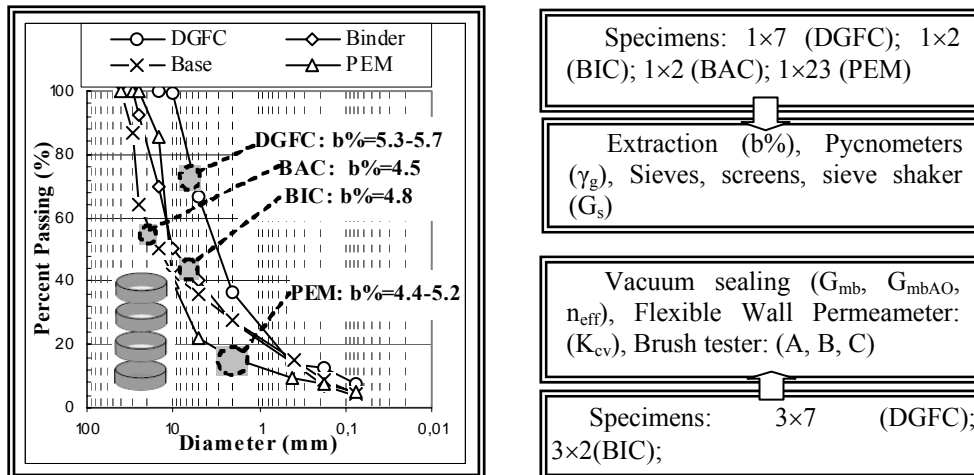 DGFC Binder
Base PEM
100
80
60
40
20
0
Percent Passing (%)
DGFC: b%=5.3-5.7
BAC: b%=4.5
BIC: b%=4.8
PEM: b%=4.4-5.2
100 10 1 0,1 0,01
Diameter (mm)
Specimens: 1×7 (DGFC); 1×2
(BIC); 1×2 (BAC); 1×23 (PEM)
Extraction (b%), Pycnometers
(γg), Sieves, screens, sieve shaker
(Gs)
Vacuum sealing (Gmb, GmbAO,
neff), Flexible Wall Permeameter:
(Kcv), Brush tester: (A, B, C)
Specimens: 3×7 (DGFC);
3×2(BIC);